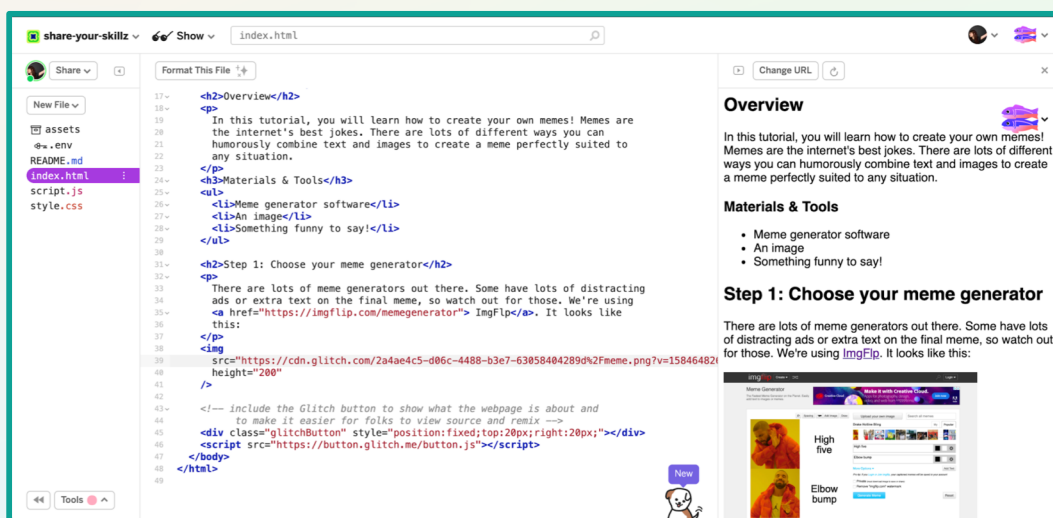 share-your-skillz
Show
index.html
Share
Format This File
Change URL
New File
assets
.env
README.md
index.html
script.js
style.css
17 <h2>Overview</h2>
18 <p>
19 In this tutorial, you will learn how to create your own memes! Memes are
20 the internet's best jokes. There are lots of different ways you can
21 humorously combine text and images to create a meme perfectly suited to
22 any situation.
23 </p>
24 <h3>Materials & Tools</h3>
25 <ul>
26 <li>Meme generator software</li>
27 <li>An image</li>
28 <li>Something funny to say!</li>
29 </ul>
30
31 <h2>Step 1: Choose your meme generator</h2>
32 <p>
33 There are lots of meme generators out there. Some have lots of distracting
34 ads or extra text on the final meme, so watch out for those. We're using
35 <a href="https://imgflip.com/memegenerator"> ImgFlp</a>. It looks like
36 this:
37 </p>
38 <img
39 src="https://cdn.glitch.com/2a4ae4c5-d06c-4488-b3e7-63058404289d%2Fmeme.png?v=158464826
40 height="200"
41 />
42
43 <!-- include the Glitch button to show what the webpage is about and
44 to make it easier for folks to view source and remix -->
45 <div class="glitchButton" style="position:fixed;top:20px;right:20px;"></div>
46 <script src="https://button.glitch.me/button.js"></script>
47 </body>
48 </html>
49
Tools
New
Overview
In this tutorial, you will learn how to create your own memes!
Memes are the internet's best jokes. There are lots of different
ways you can humorously combine text and images to create
a meme perfectly suited to any situation.
Materials & Tools
Meme generator software
An image
Something funny to say!
Step 1: Choose your meme generator
There are lots of meme generators out there. Some have lots
of distracting ads or extra text on the final meme, so watch out
for those. We're using ImgFlp. It looks like this:
imgflip
Meme Generator
Make it with Creative Cloud.
Upload your own image
High
five
High five
Elbow bump
Elbow
bump